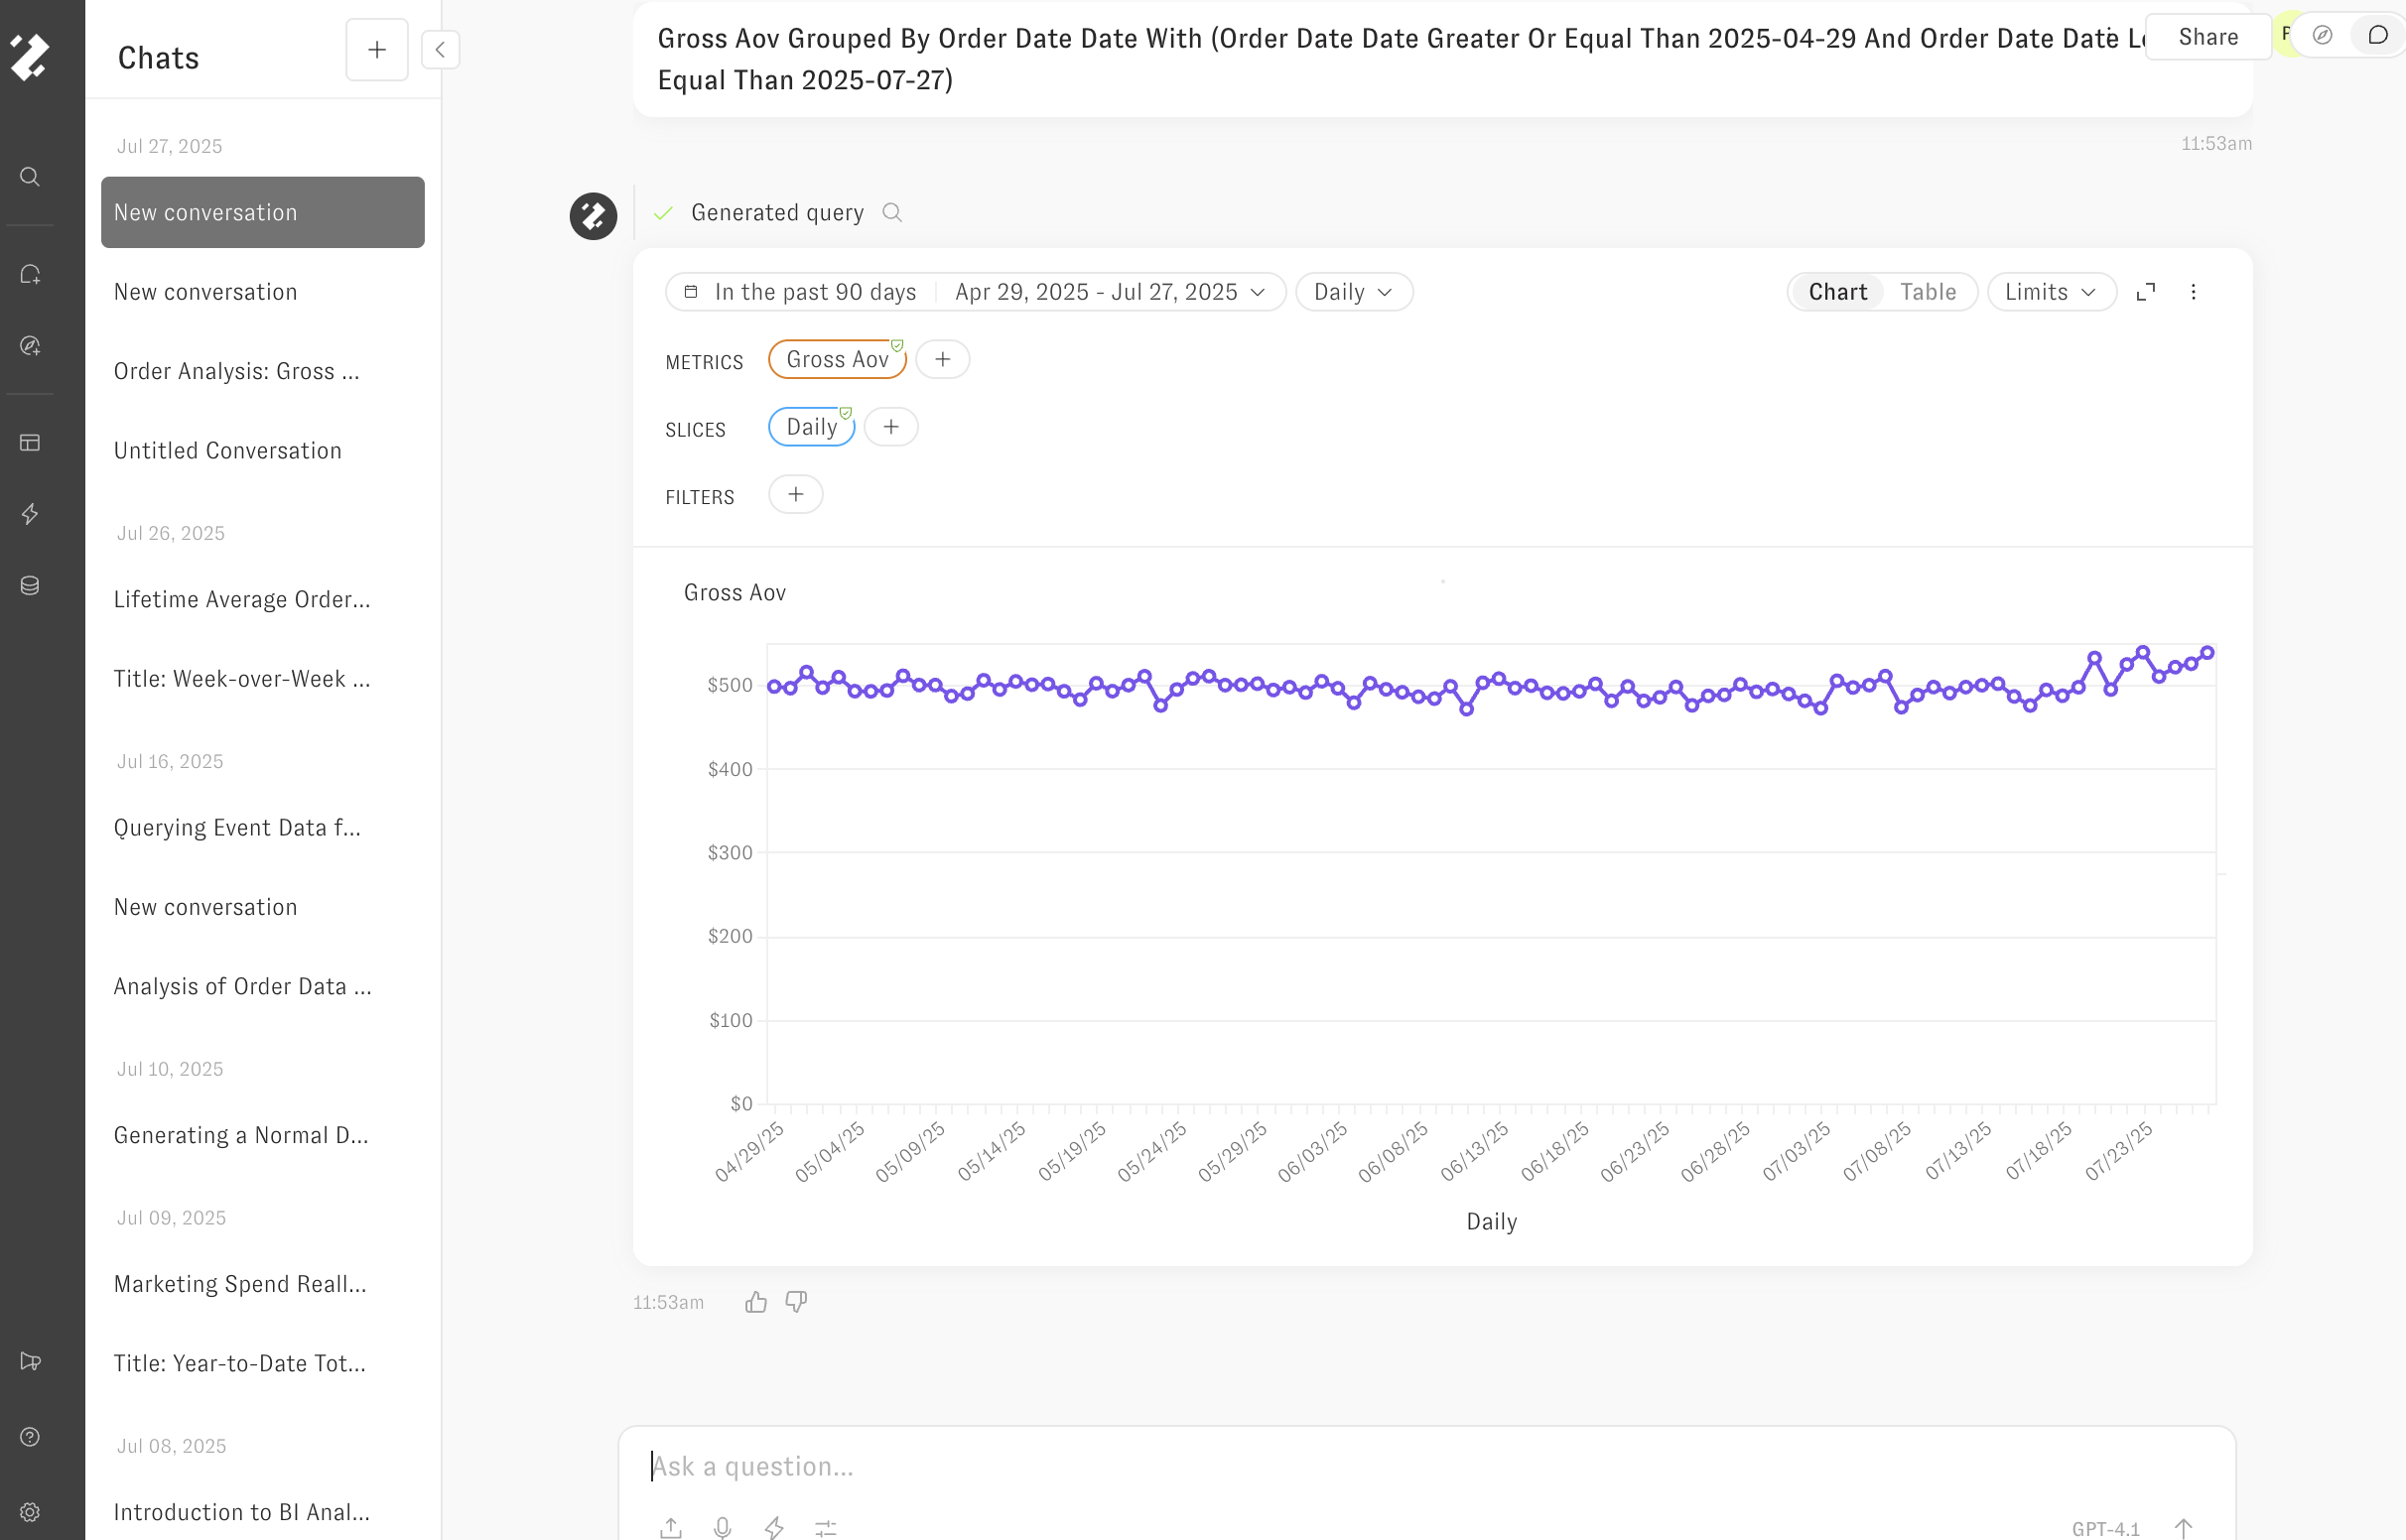 Chats
Jul 27, 2025
New conversation
New conversation
Order Analysis: Gross ...
Untitled Conversation
Jul 26, 2025
Lifetime Average Order...
Title: Week-over-Week ...
Jul 16, 2025
Querying Event Data f...
New conversation
Analysis of Order Data ...
Jul 10, 2025
Generating a Normal D...
Jul 09, 2025
Marketing Spend Reall...
Title: Year-to-Date Tot...
Jul 08, 2025
Introduction to BI Anal...
Gross Aov Grouped By Order Date Date With (Order Date Date Greater Or Equal Than 2025-04-29 And Order Date Date
Equal Than 2025-07-27)
Share
11:53am
Generated query
In the past 90 days Apr 29, 2025 - Jul 27, 2025 Daily
Chart Table Limits
METRICS Gross Aov
SLICES Daily
FILTERS
Gross Aov
$500
$400
$300
$200
$100
$0
04/29/25 05/04/25 05/09/25 05/14/25 05/19/25 05/24/25 05/29/25 06/03/25 06/08/25 06/13/25 06/18/25 06/23/25 06/28/25 07/03/25 07/08/25 07/13/25 07/18/25 07/23/25
Daily
11:53am
Ask a question...
GPT-4.1